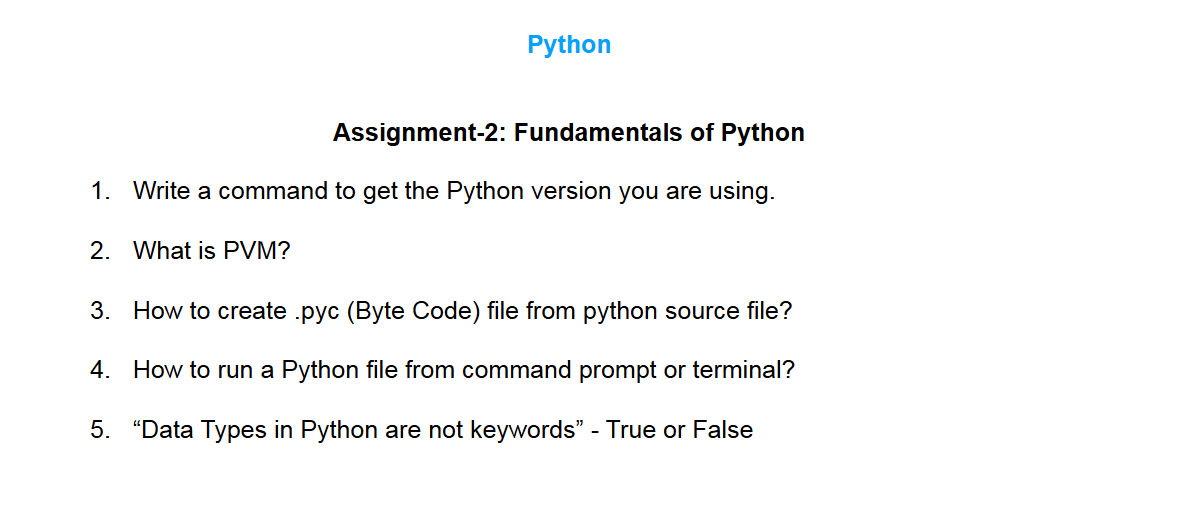 Python
Assignment-2: Fundamentals of Python
1. Write a command to get the Python version you are using.
2. What is PVM?
3. How to create .pyc (Byte Code) file from python source file?
4. How to run a Python file from command prompt or terminal?
5. “Data Types in Python are not keywords” - True or False